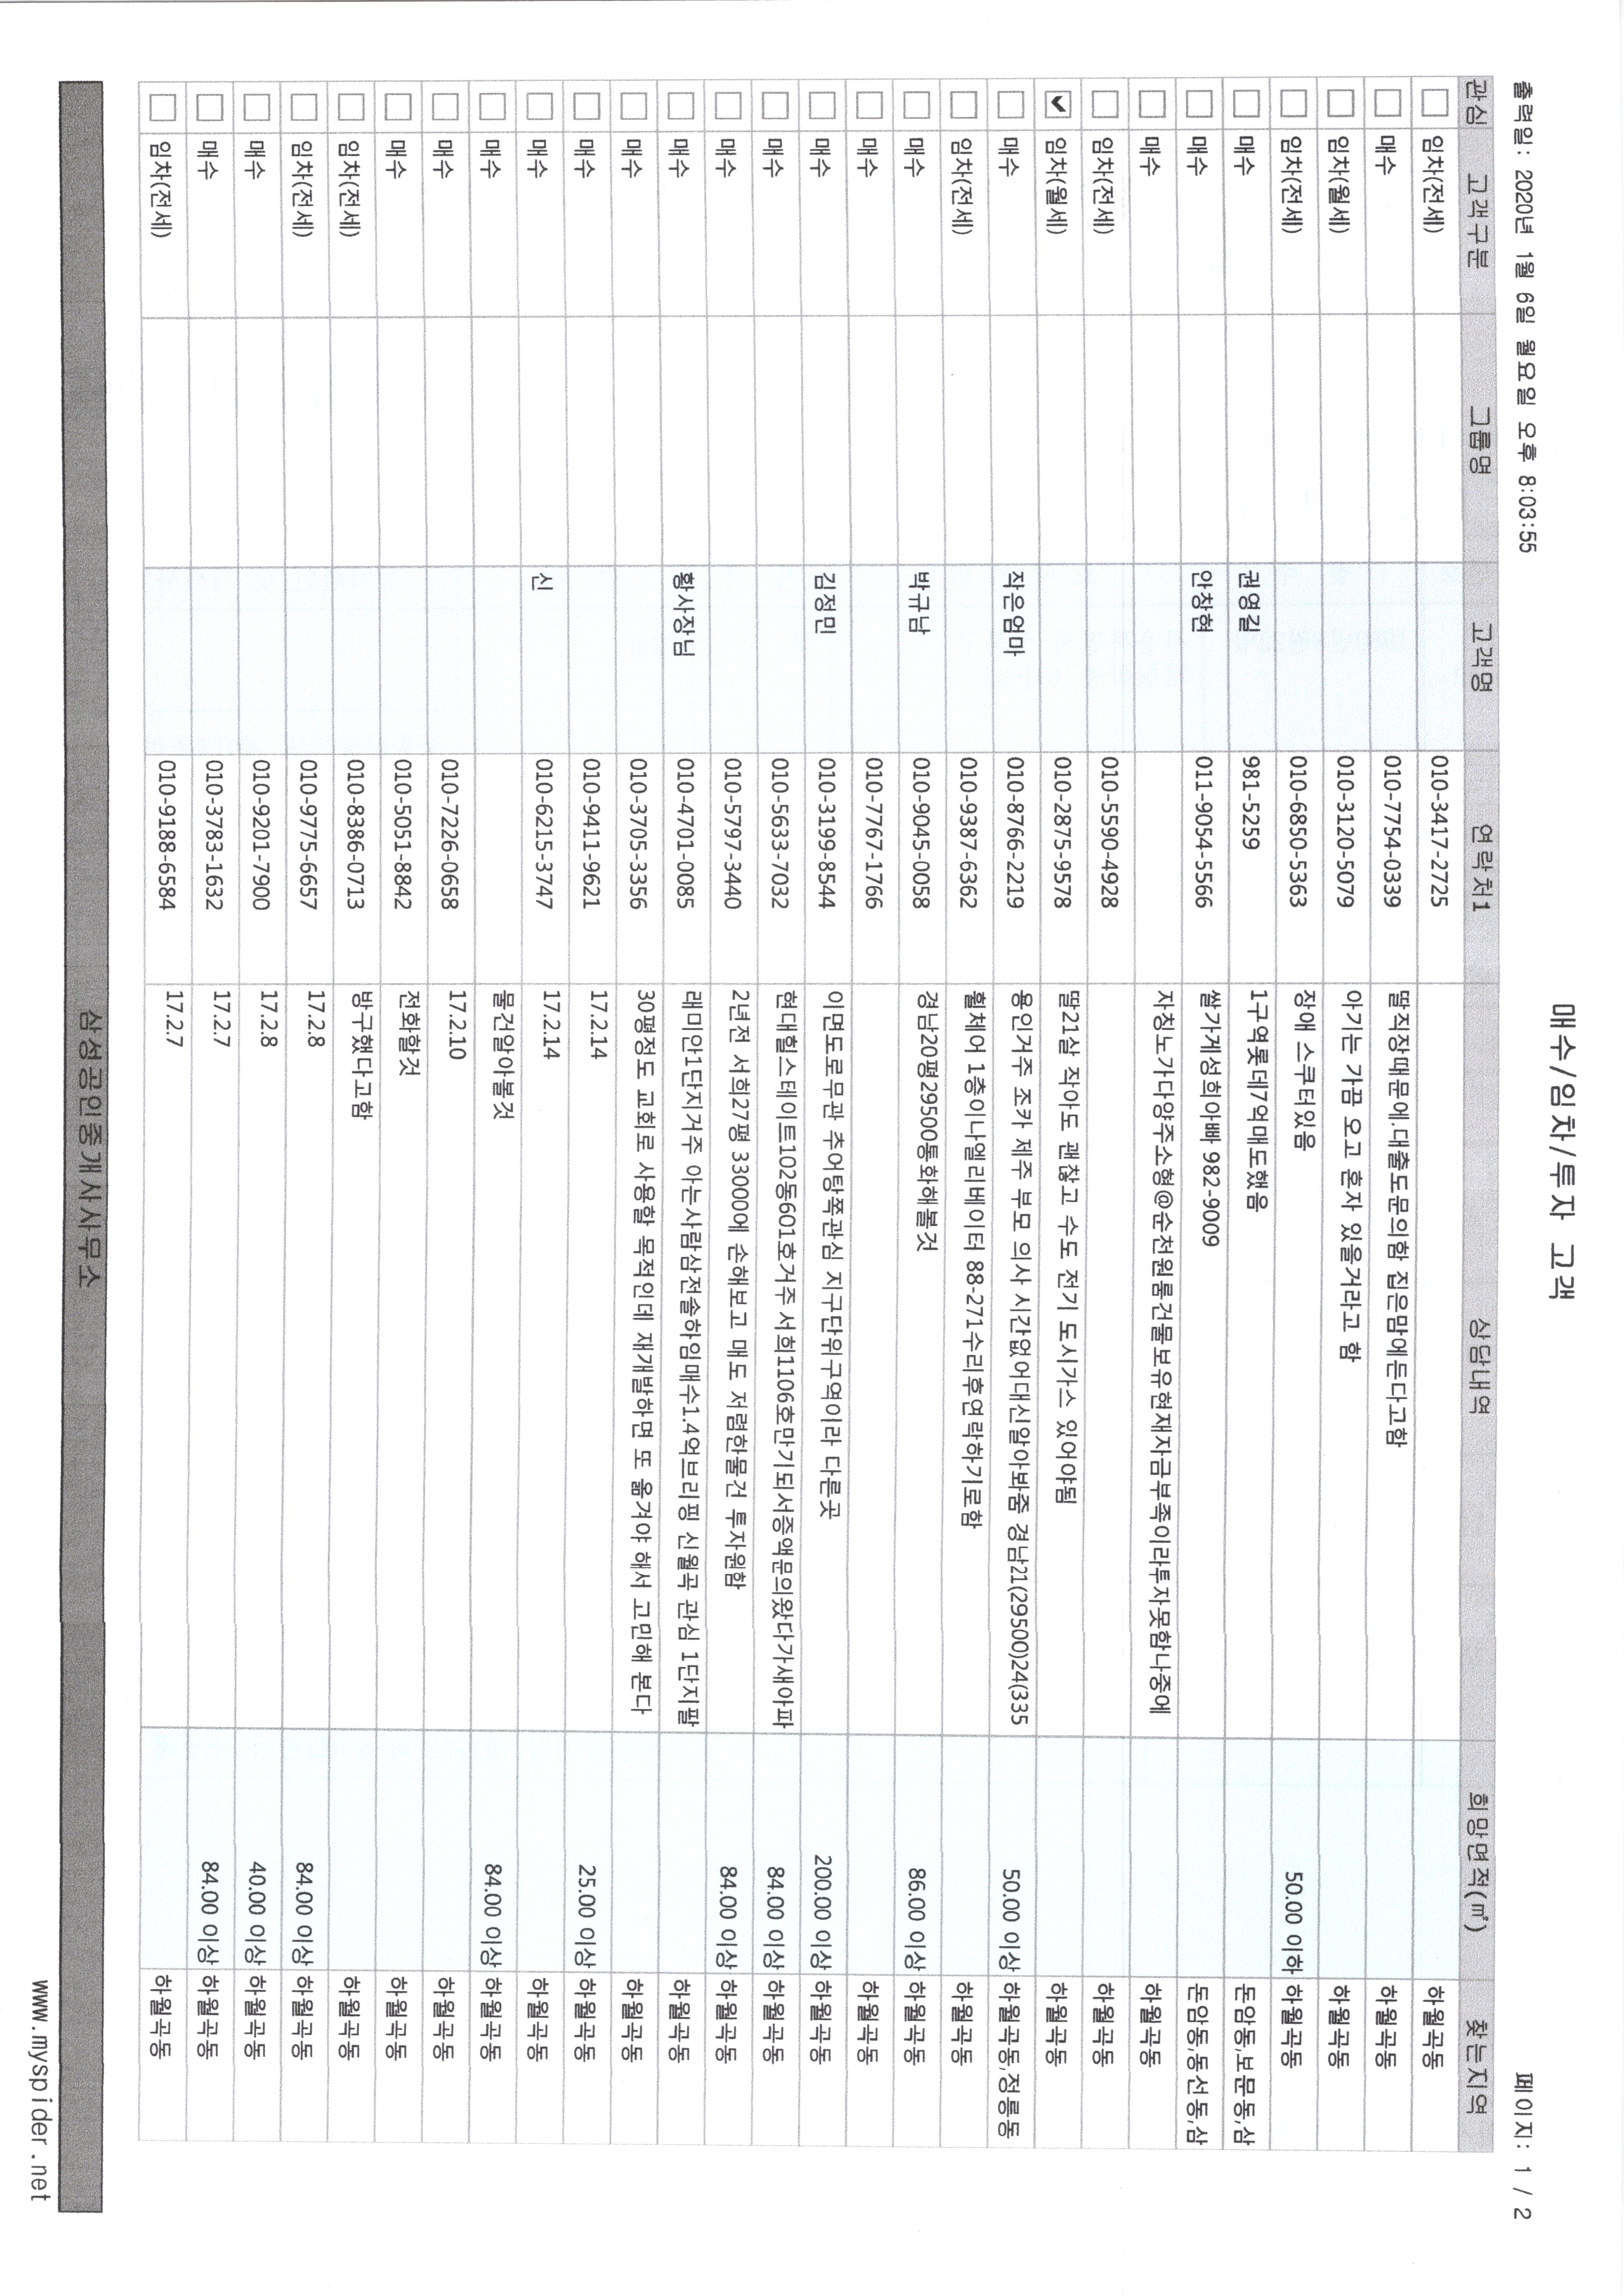 매수/임차/투자 고객
출력일: 2020년 1월 6일 월요일 오후 8:03:55
페이지: 1 / 2
관심 고객구분 그룹명 고객명 연락처1 상담내역 희망면적(㎡) 찾는지역
임차(전세) 010-3417-2725 하월곡동
매수 010-7754-0339 딸직장때문에.대출도문의함 집은맘에든다고함 하월곡동
임차(월세) 010-3120-5079 아기는 가끔 오고 혼자 있을거라고 함 하월곡동
임차(전세) 010-6850-5363 장애 스쿠터있음 50.00 이하 하월곡동
매수 권영길 981-5259 1구역롯데7억매도했음 돈암동,보문동,삼
매수 안창현 011-9054-5566 쌀가게성희아빠 982-9009 돈암동,동선동,삼
매수 자칭노가다양주소형@순천원룸건물보유현재자금부족이라투자못함나중에 하월곡동
임차(전세) 010-5590-4928 하월곡동
임차(월세) 010-2875-9578 딸21살 작아도 괜찮고 수도 전기 도시가스 있어야됨 하월곡동
매수 작은엄마 010-8766-2219 용인거주 조카 제주 부모 의사 시간없어대신알아봐줌 경남21(29500)24(335 50.00 이상 하월곡동,정릉동
임차(전세) 010-9387-6362 휠체어 1층이나엘리베이터 88-271수리후연락하기로함 하월곡동
매수 박규남 010-9045-0058 경남20평29500통화해볼것 86.00 이상 하월곡동
매수 010-7767-1766 하월곡동
매수 김정민 010-3199-8544 이면도로무관 추어탕쪽관심 지구단위구역이라 다른곳 200.00 이상 하월곡동
매수 010-5633-7032 현대힐스테이트102동601호거주 서희1106호만기되서증액문의왔다가새아파 84.00 이상 하월곡동
매수 010-5797-3440 2년전 서희27평 33000에 손해보고 매도 저렴한물건 투자원함 84.00 이상 하월곡동
매수 황사장님 010-4701-0085 래미안1단지거주 아는사람삼전솔하임매수1.4억브리핑 신월곡 관심 1단지팔 하월곡동
매수 010-3705-3356 30평정도 교회로 사용할 목적인데 재개발하면 또 옮겨야 해서 고민해 본다 하월곡동
매수 010-9411-9621 17.2.14 25.00 이상 하월곡동
매수 신 010-6215-3747 17.2.14 하월곡동
매수 물건알아볼것 84.00 이상 하월곡동
매수 010-7226-0658 17.2.10 하월곡동
매수 010-5051-8842 전화할것 하월곡동
임차(전세) 010-8386-0713 방구했다고함 하월곡동
임차(전세) 010-9775-6657 17.2.8 84.00 이상 하월곡동
매수 010-9201-7900 17.2.8 40.00 이상 하월곡동
매수 010-3783-1632 17.2.7 84.00 이상 하월곡동
임차(전세) 010-9188-6584 17.2.7 하월곡동
삼성공인중개사사무소
www.myspider.net